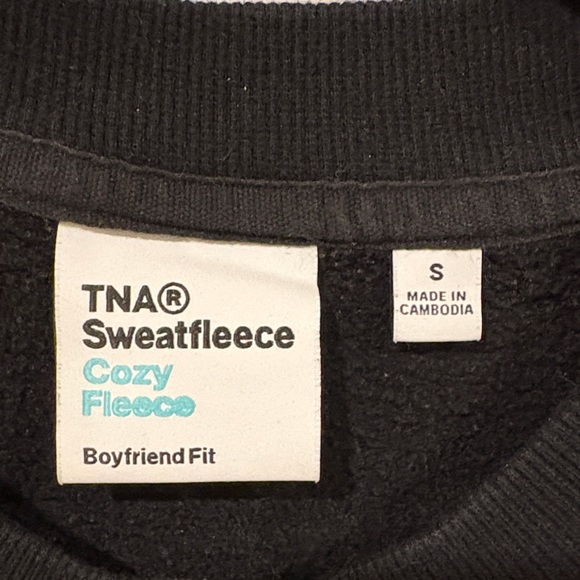 TNA®
Sweatfleece
Cozy
Fleece
Boyfriend Fit
S
MADE IN
CAMBODIA